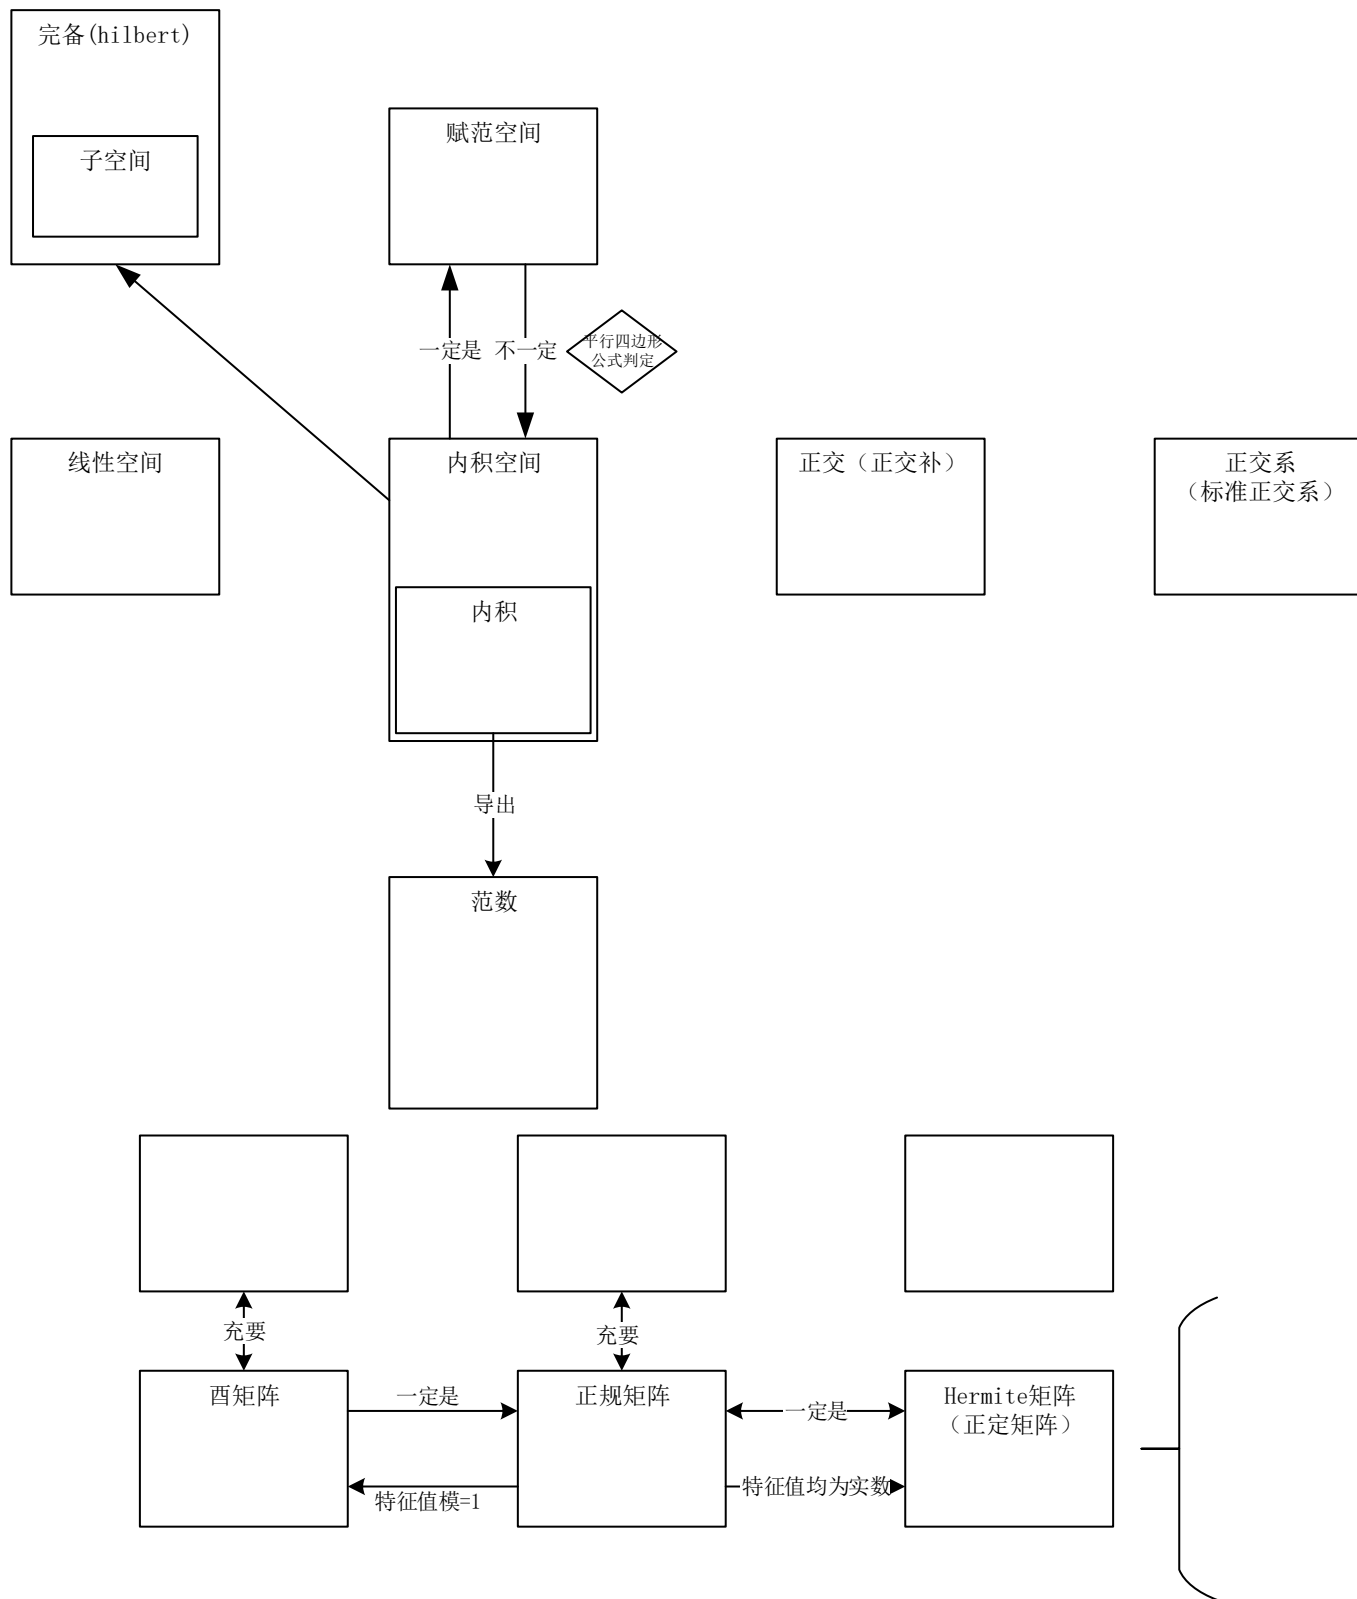 完备(hilbert)
子空间
赋范空间
一定是
不一定
平行四边形
公式判定
线性空间
内积空间
内积
正交（正交补）
正交系
（标准正交系）
导出
范数
充要
充要
酉矩阵
一定是
正规矩阵
一定是
Hermite矩阵
（正定矩阵）
特征值模=1
特征值均为实数